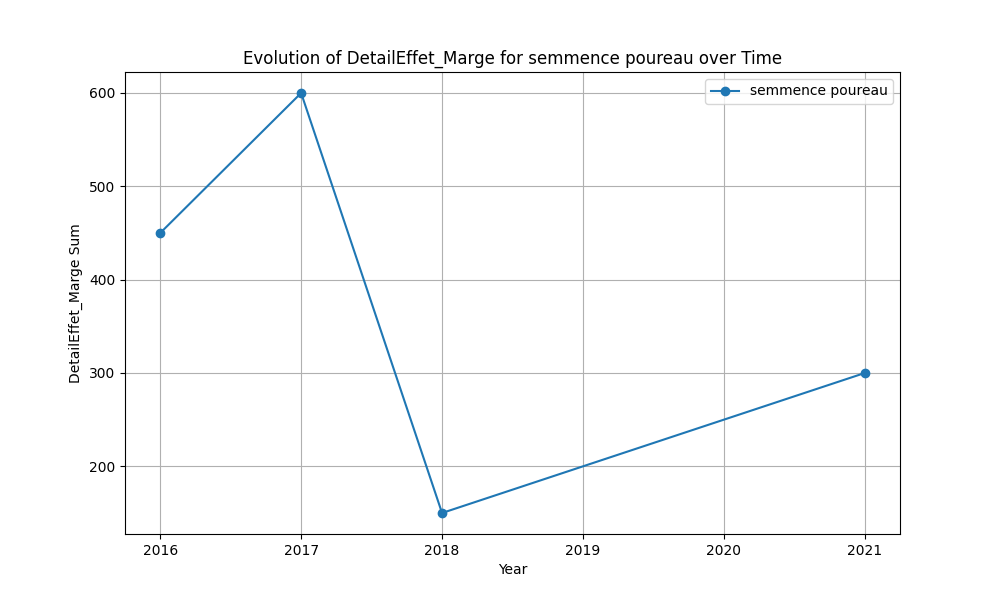 Evolution of DetailEffet_Marge for semmence poureau over Time
semmence poureau
600
500
400
300
200
DetailEffet_Marge Sum
2016 2017 2018 2019 2020 2021
Year